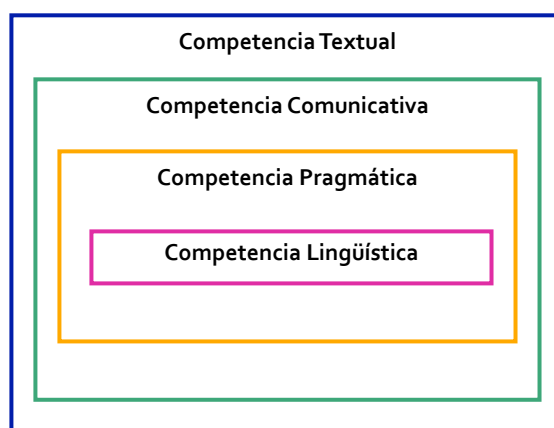 Competencia Textual
Competencia Comunicativa
Competencia Pragmática
Competencia Lingüística